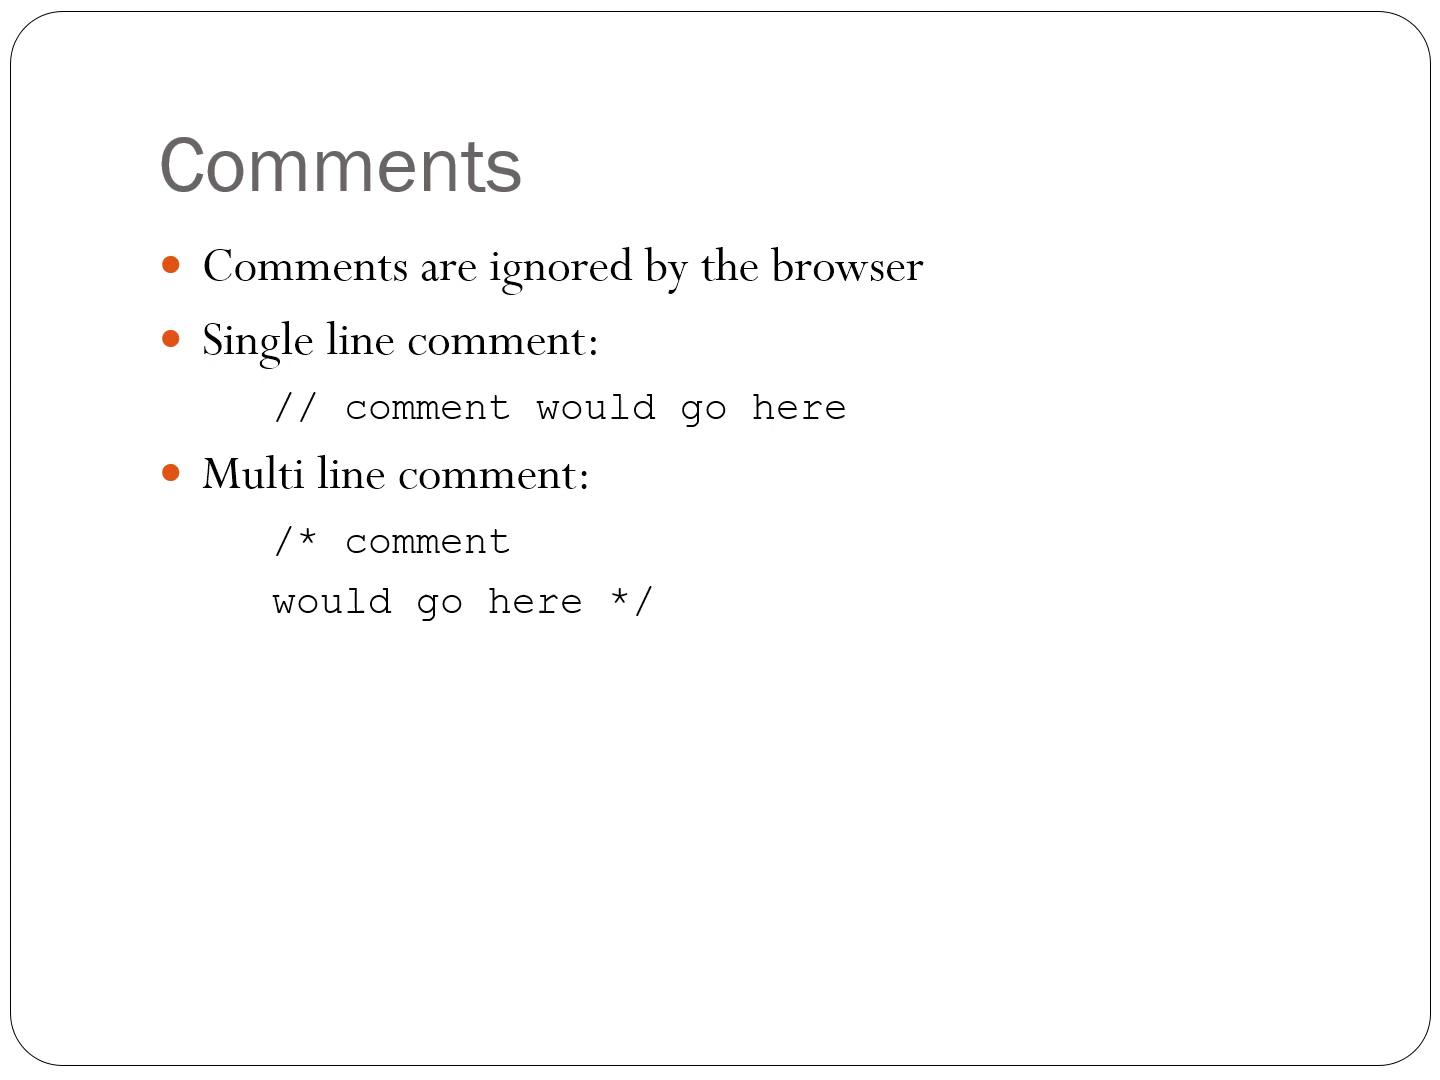 Comments
Comments are ignored by the browser
Single line comment:
// comment would go here
Multi line comment:
/* comment
would go here */